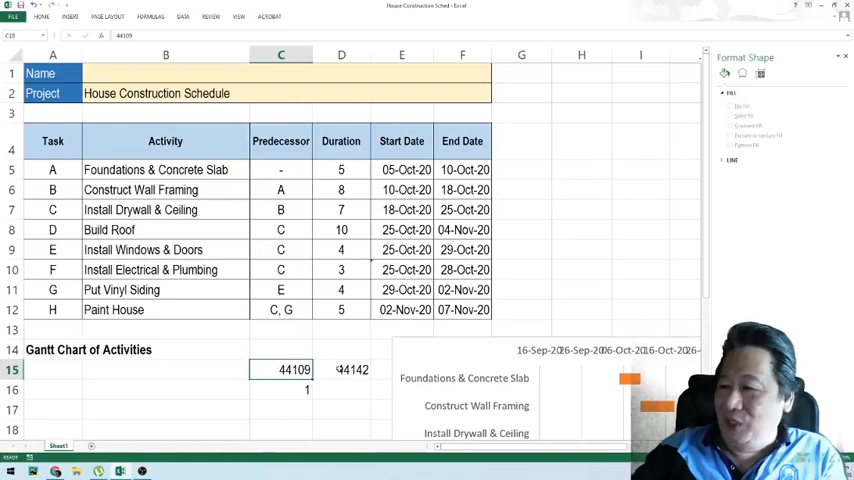 House Construction Sched - Excel
FILE HOME INSERT PAGE LAYOUT FORMULAS DATA REVIEW VIEW ACROBAT
C15 44109
Format Shape
A B C D E F G H I
1 Name
2 Project House Construction Schedule
3
4 Task Activity Predecessor Duration Start Date End Date
5 A Foundations & Concrete Slab - 5 05-Oct-20 10-Oct-20
6 B Construct Wall Framing A 8 10-Oct-20 18-Oct-20
7 C Install Drywall & Ceiling B 7 18-Oct-20 25-Oct-20
8 D Build Roof C 10 25-Oct-20 04-Nov-20
9 E Install Windows & Doors C 4 25-Oct-20 29-Oct-20
10 F Install Electrical & Plumbing C 3 25-Oct-20 28-Oct-20
11 G Put Vinyl Siding E 4 29-Oct-20 02-Nov-20
12 H Paint House C, G 5 02-Nov-20 07-Nov-20
13
14 Gantt Chart of Activities
15 44109 44142
16 1
17
18
16-Sep-20 26-Sep-20 06-Oct-20 16-Oct-20 26-
Foundations & Concrete Slab
Construct Wall Framing
Install Drywall & Ceiling
FILL
No fill
Solid fill
Gradient fill
Picture or texture fill
Pattern fill
LINE
Sheet1
READY